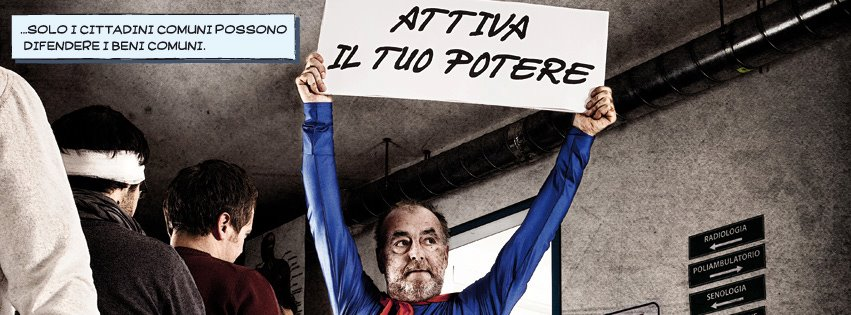 ...SOLO I CITTADINI COMUNI POSSONO
DIFENDERE I BENI COMUNI.
ATTIVA
IL TUO POTERE
RADIOLOGIA
POLIAMBULATORIO
SENOLOGIA